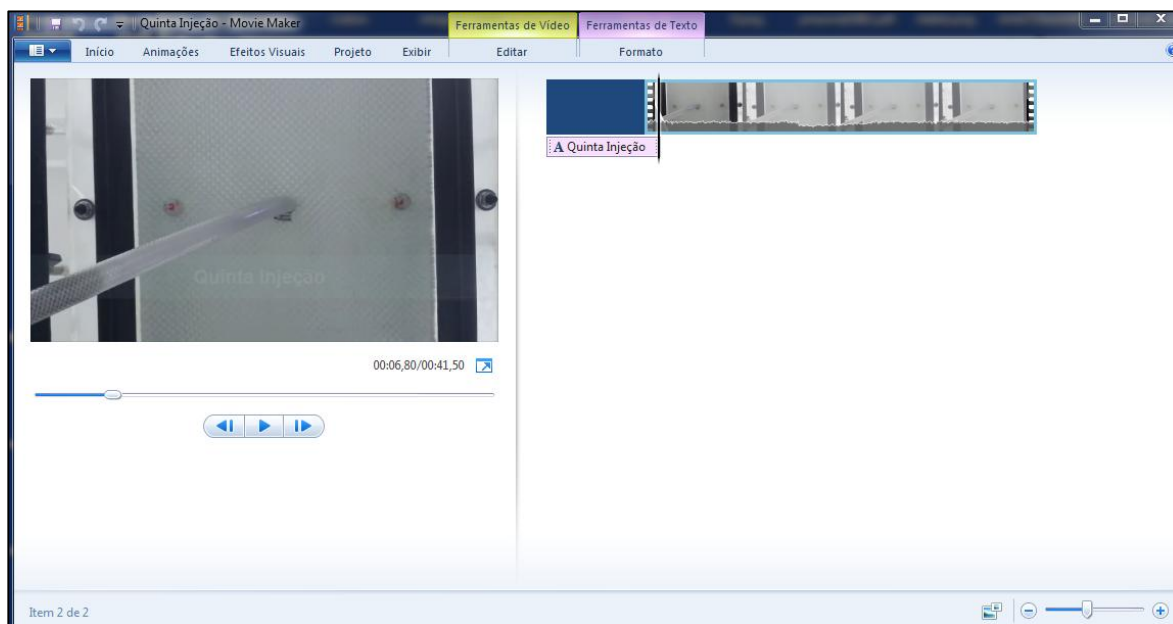 Quinta Injeção - Movie Maker
Ferramentas de Vídeo
Ferramentas de Texto
Início Animações Efeitos Visuais Projeto Exibir Editar Formato
A Quinta Injeção
Quinta Injeção
00:06,80/00:41,50
Item 2 de 2